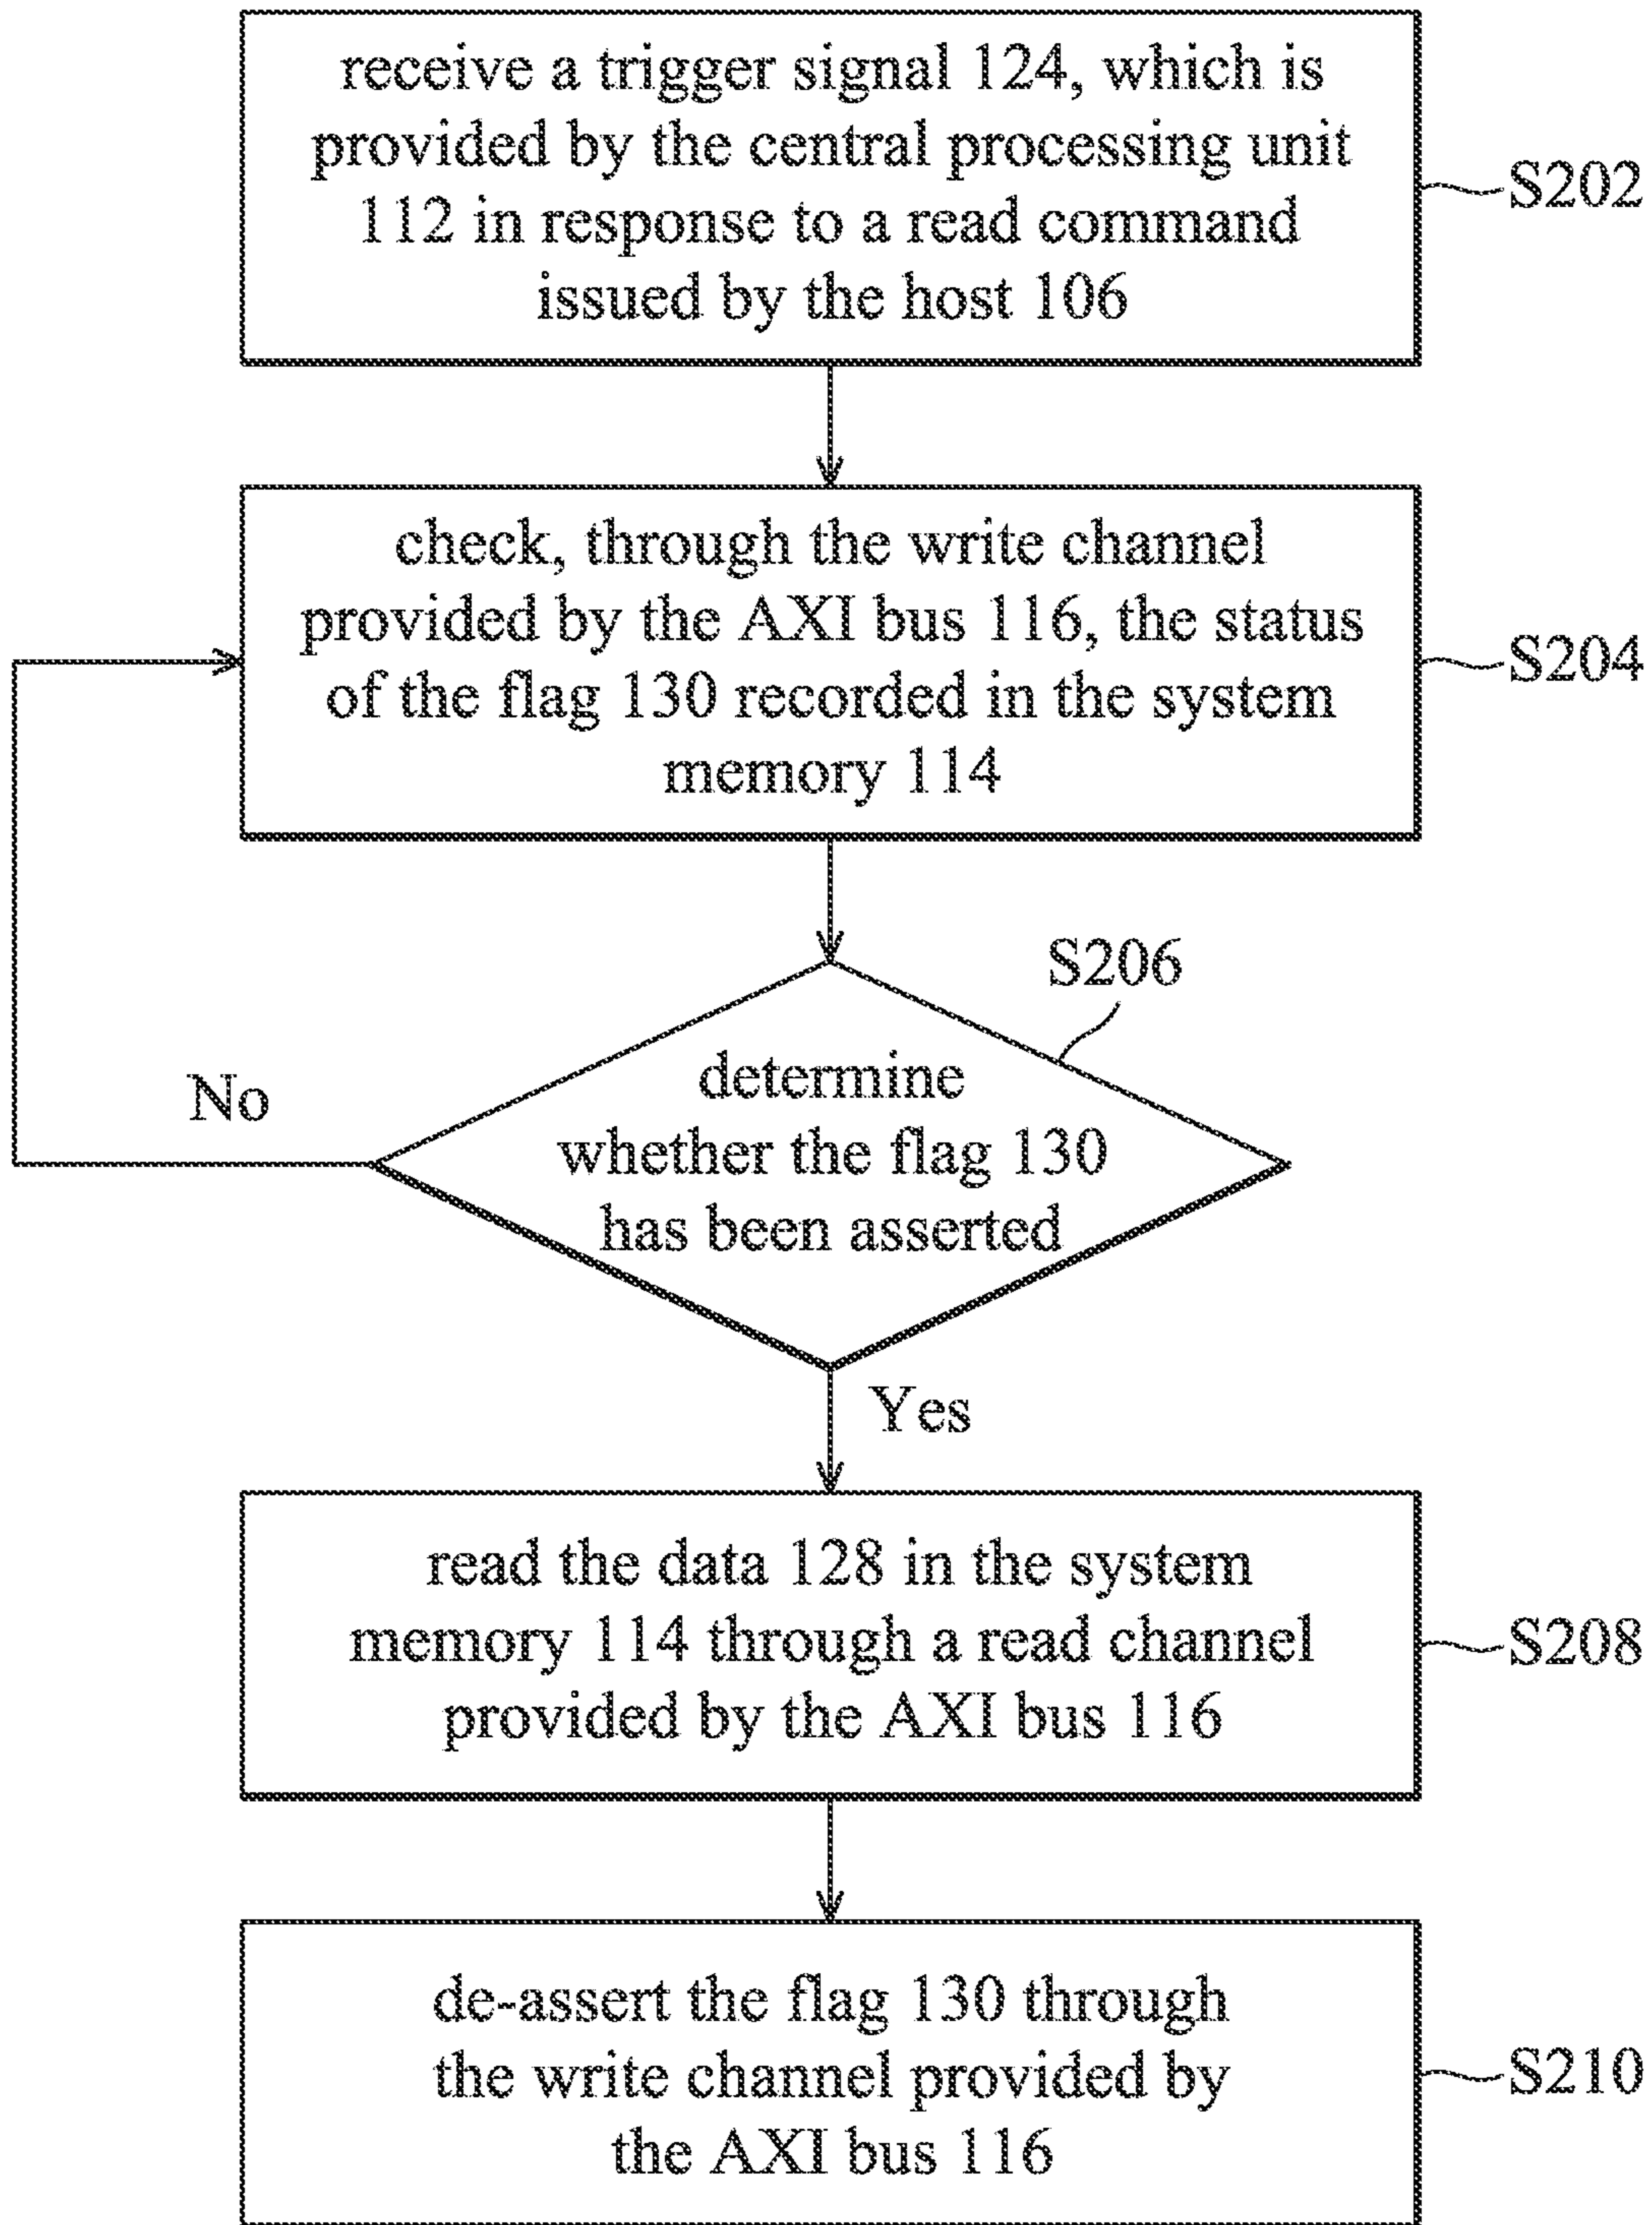 receive a trigger signal 124, which is
provided by the central processing unit
112 in response to a read command
issued by the host 106
S202
check, through the write channel
provided by the AXI bus 116, the status
of the flag 130 recorded in the system
memory 114
S204
S206
determine
whether the flag 130
has been asserted
No
Yes
read the data 128 in the system
memory 114 through a read channel
provided by the AXI bus 116
S208
de-assert the flag 130 through
the write channel provided by
the AXI bus 116
S210